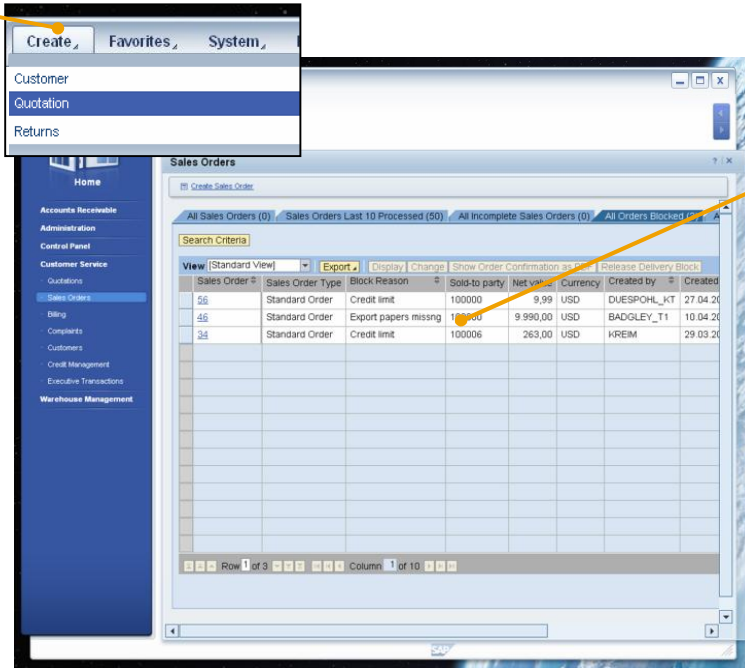 Create Favorites System
Customer
Quotation
Returns
Home
Accounts Receivable
Administration
Control Panel
Customer Service
Quotations
Sales Orders
Billing
Complaints
Customers
Credit Management
Executive Transactions
Warehouse Management
Sales Orders
Create Sales Order
All Sales Orders (0) Sales Orders Last 10 Processed (50) All Incomplete Sales Orders (0) All Orders Blocked
Search Criteria
View [Standard View] Export Display Change Show Order Confirmation as PDF Release Delivery Block
Sales Order Sales Order Type Block Reason Sold-to party Net value Currency Created by Created
56 Standard Order Credit limit 100000 9,99 USD DUESPOHL_KT 27.04.20
46 Standard Order Export papers missng 9.990,00 USD BADGLEY_T1 10.04.20
34 Standard Order Credit limit 100006 263,00 USD KREIM 29.03.20
Row 1 of 3 Column 1 of 10
SAP